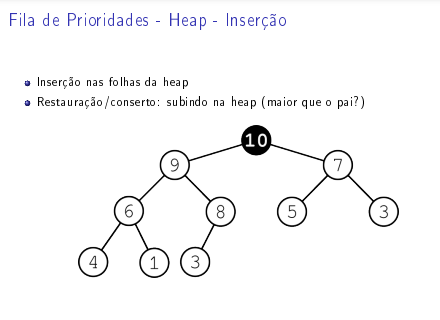 Fila de Prioridades - Heap - Inserção
Inserção nas folhas da heap
Restauração/conserto: subindo na heap (maior que o pai?)
10
9 7
6 8 5 3
4 1 3